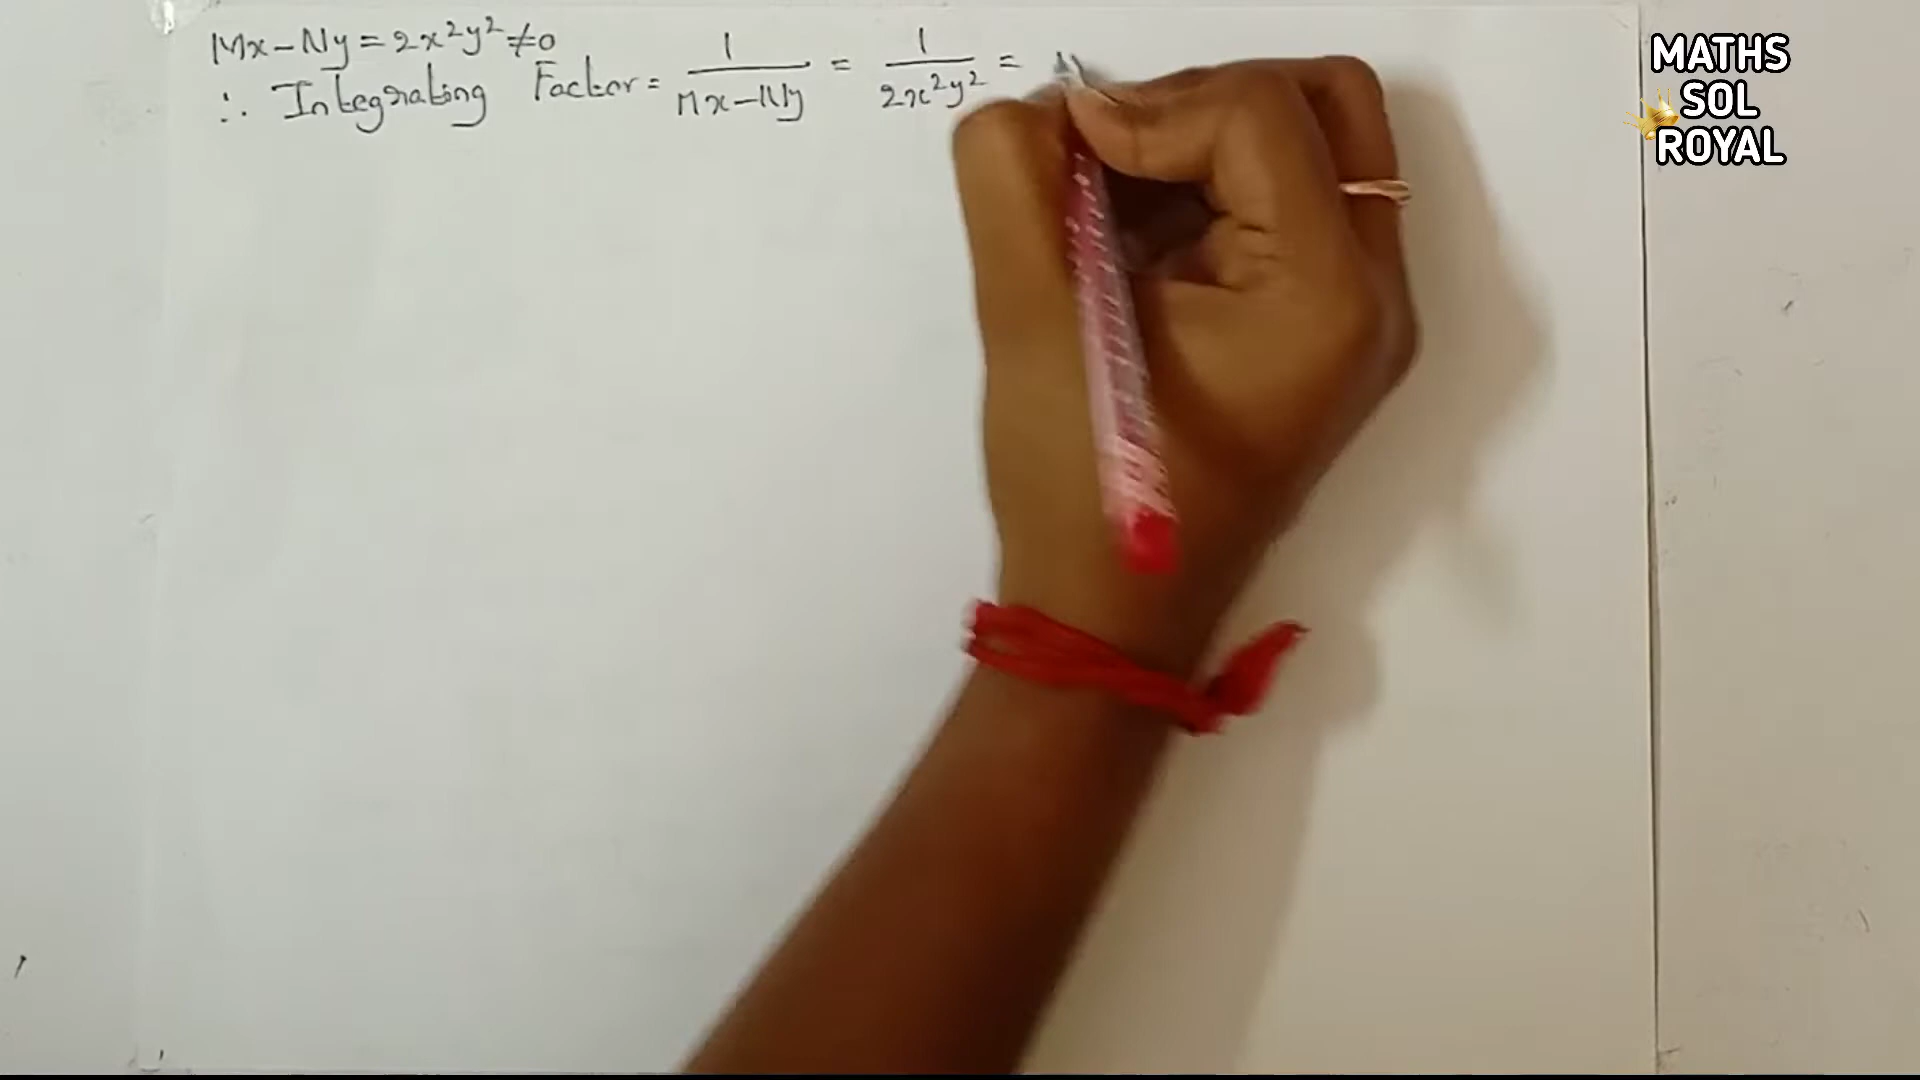 Mx-Ny=2x²y²≠0
∴ Integrating Factor = 1/(Mx-Ny) = 1/(2x²y²) =
MATHS
SOL
ROYAL